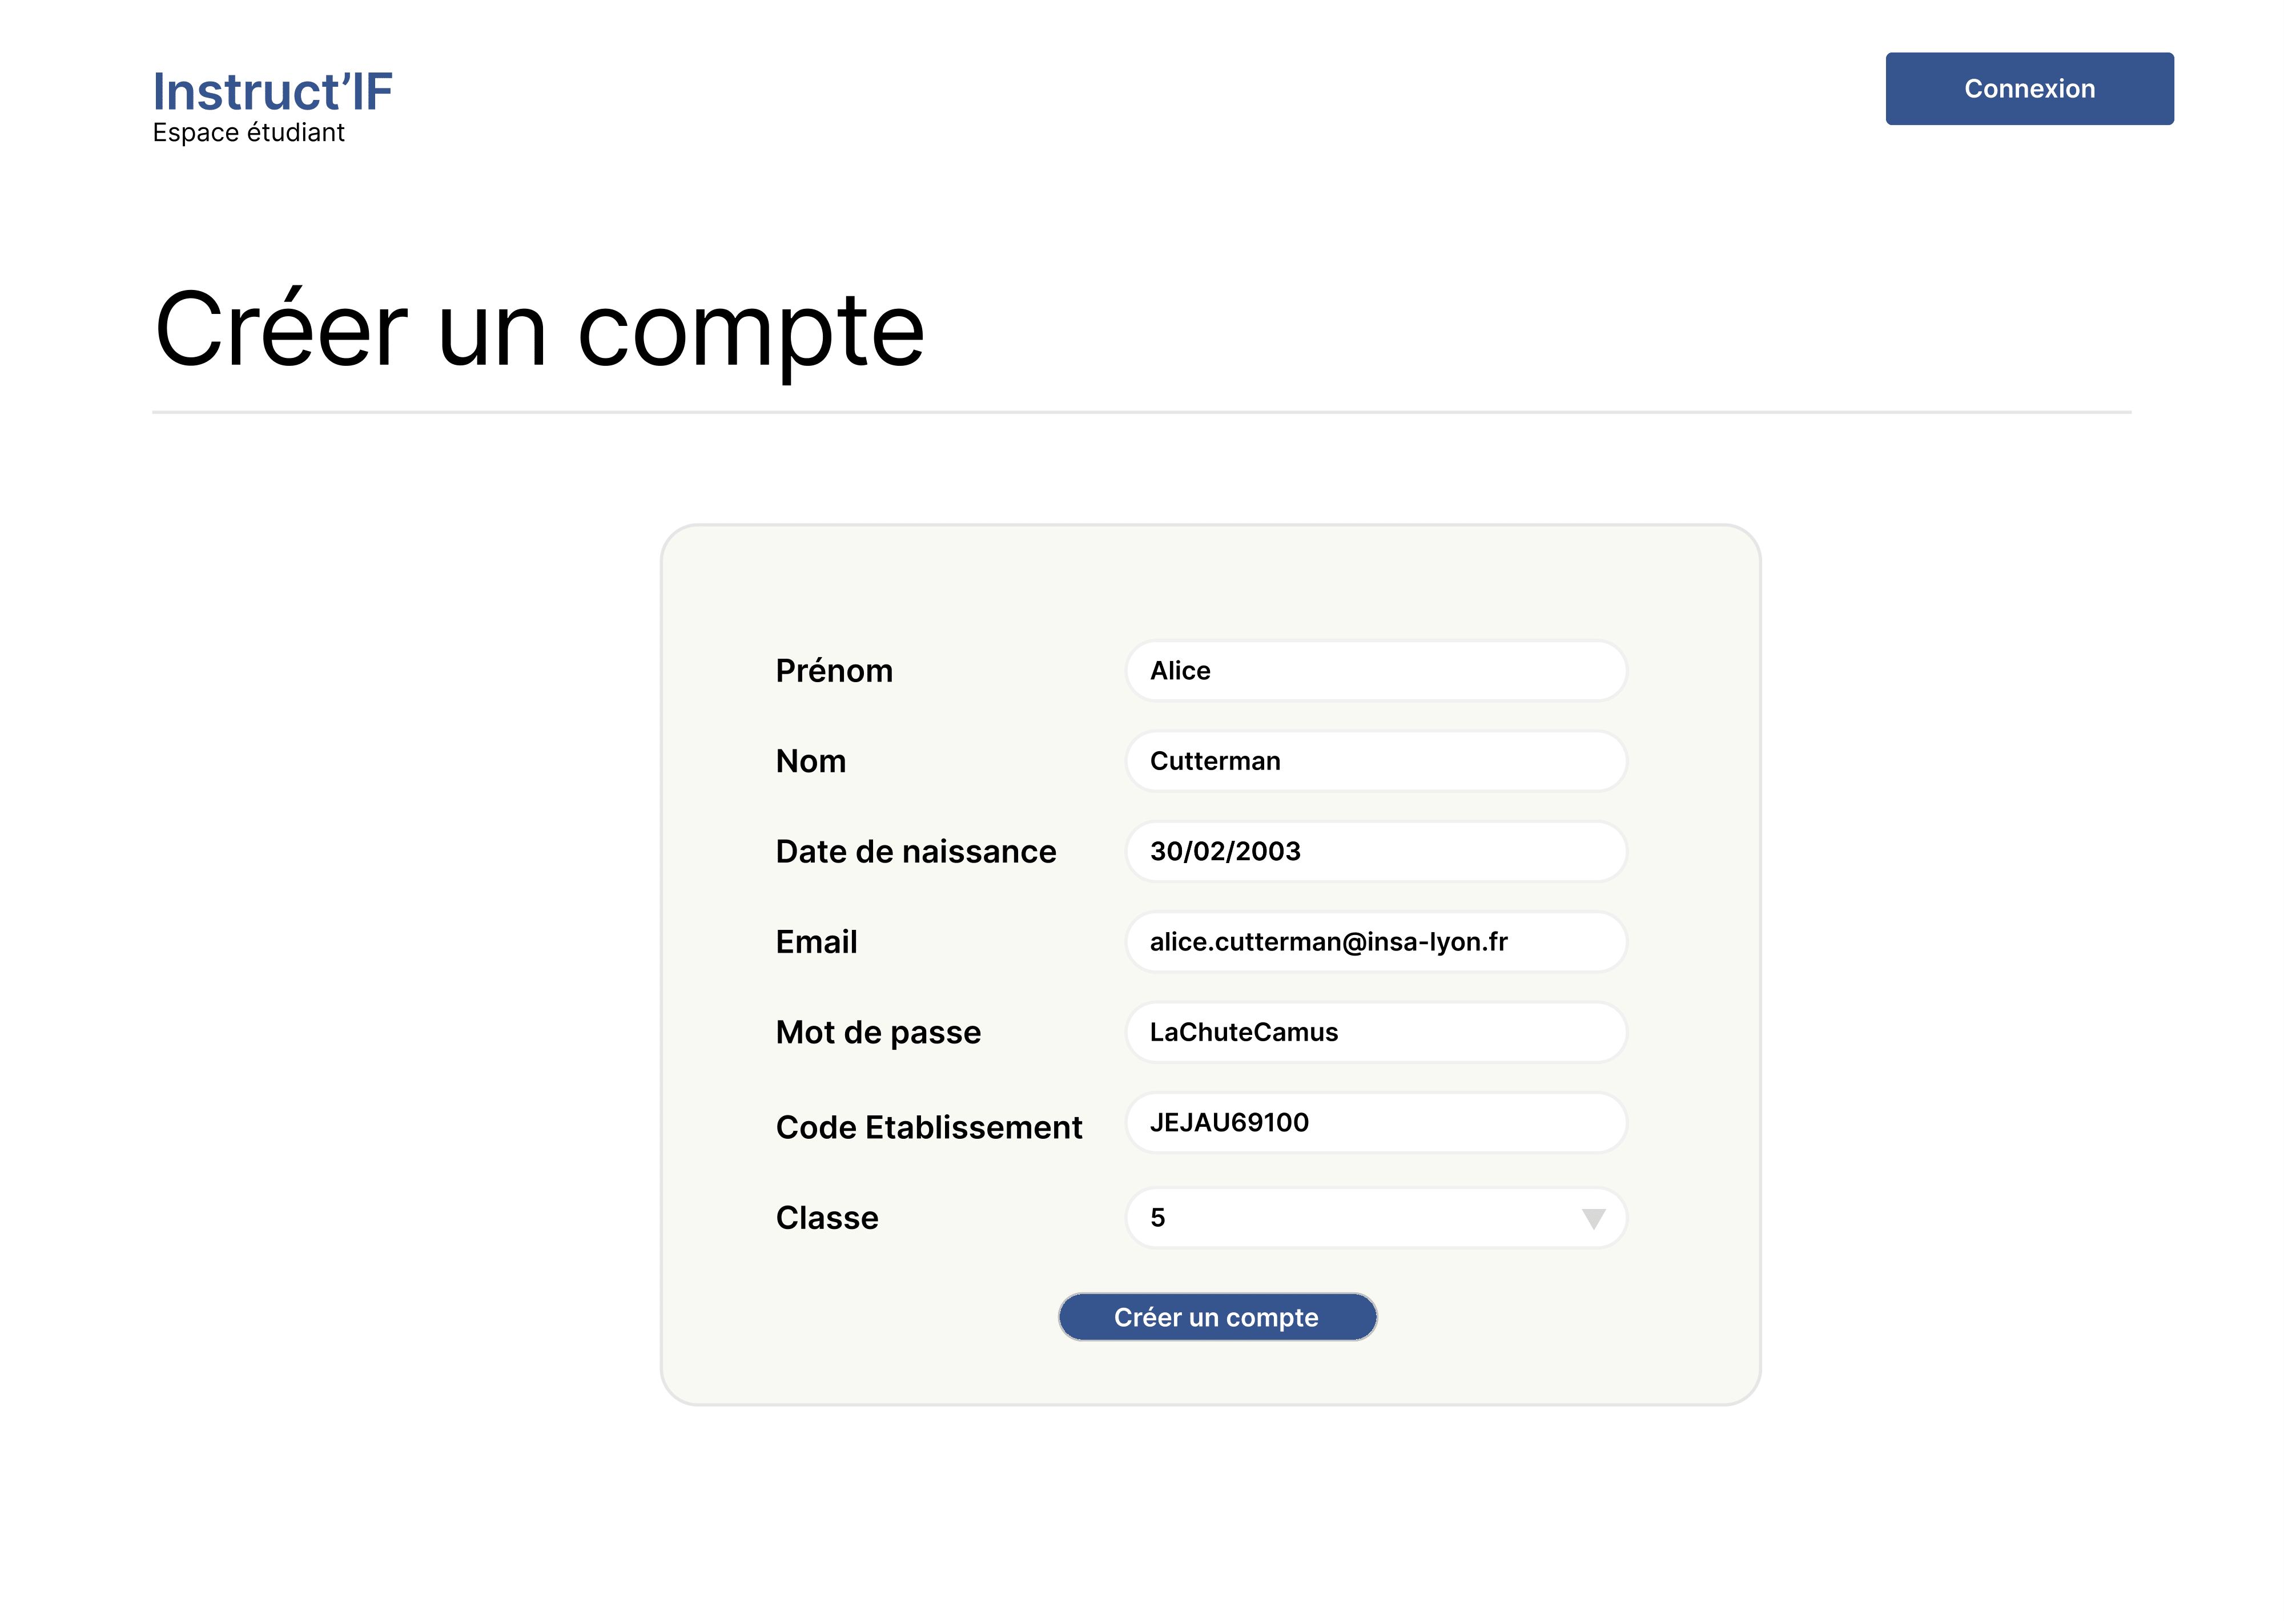 Instruct’IF
Espace étudiant
Connexion
Créer un compte
Prénom
Alice
Nom
Cutterman
Date de naissance
30/02/2003
Email
alice.cutterman@insa-lyon.fr
Mot de passe
LaChuteCamus
Code Etablissement
JEJAU69100
Classe
5
Créer un compte